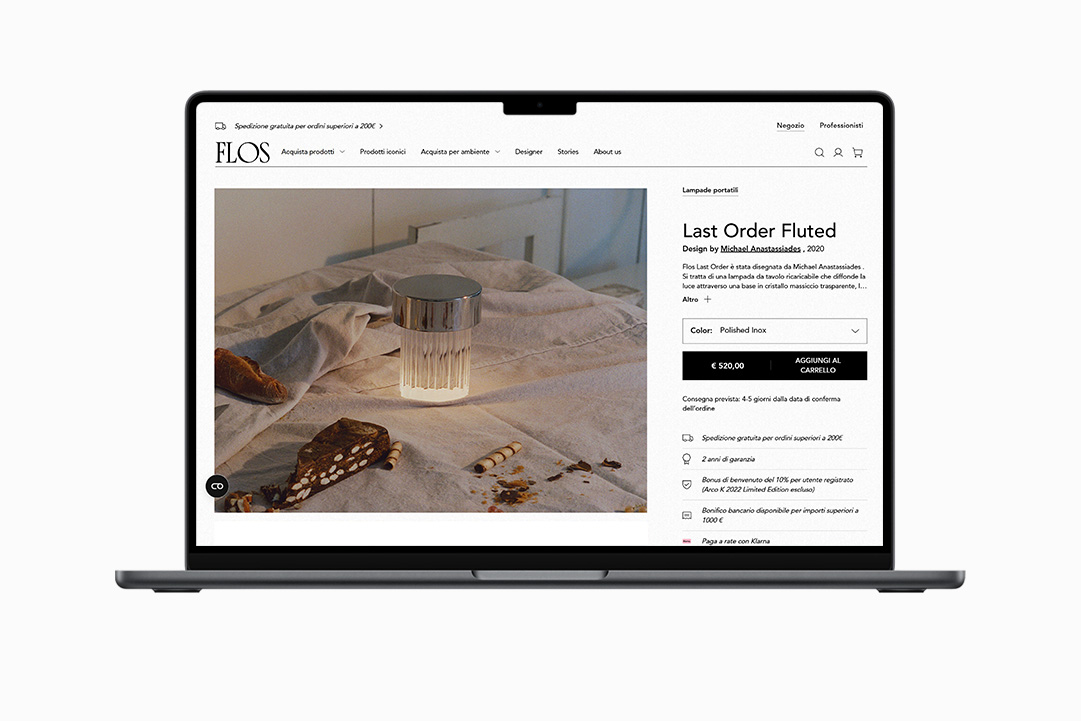 Spedizione gratuita per ordini superiori a 200€
Negozio Professionisti
FLOS Acquista prodotti Prodotti iconici Acquista per ambiente Designer Stories About us
Lampade portatili
Last Order Fluted
Design by Michael Anastassiades , 2020
Flos Last Order è stata disegnata da Michael Anastassiades .
Si tratta di una lampada da tavolo ricaricabile che diffonde la
luce attraverso una base in cristallo massiccio trasparente, l...
Altro +
Color: Polished Inox
€ 520,00
AGGIUNGI AL
CARRELLO
Consegna prevista: 4-5 giorni dalla data di conferma
dell'ordine
Spedizione gratuita per ordini superiori a 200€
2 anni di garanzia
Bonus di benvenuto del 10% per utente registrato
(Arco K 2022 Limited Edition escluso)
Bonifico bancario disponibile per importi superiori a
1000 €
Paga a rate con Klarna